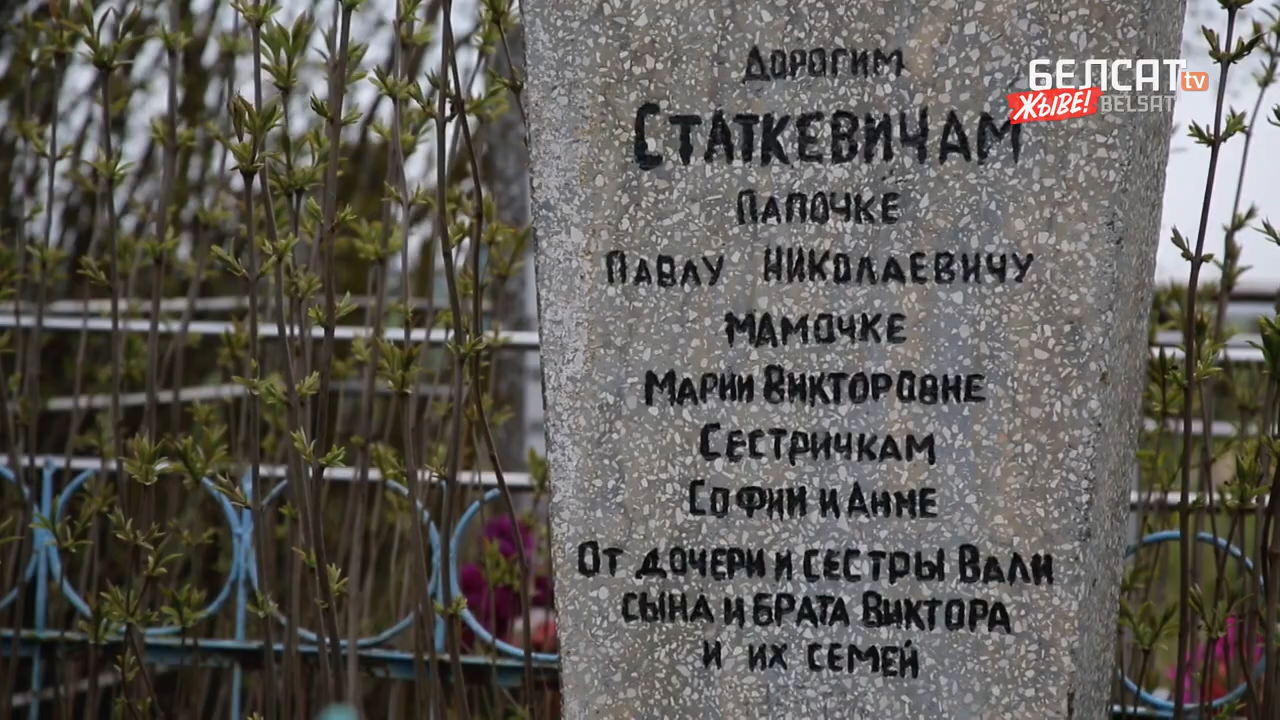 Дорогим
Статкевичам
Папочке
Павлу Николаевичу
Мамочке
Марии Викторовне
Сестричкам
Софии и Анне
От дочери и сестры Вали
сына и брата Виктора
и их семей
БЕЛСАТ tv
ЖЫВЕ! BELSAT